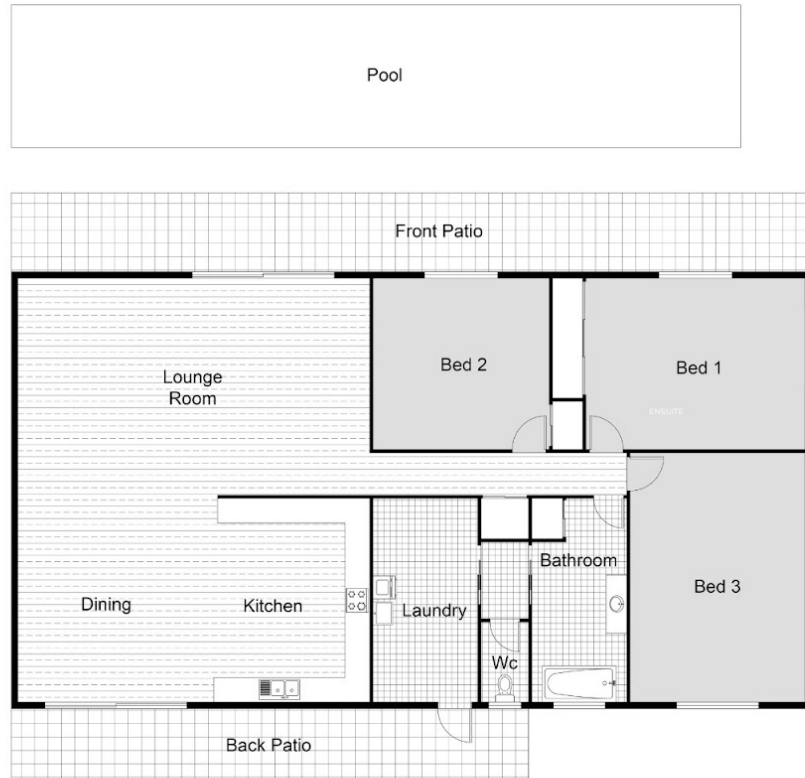 Pool
Front Patio
Bed 2
Bed 1
Lounge
Room
ENSUITE
Bathroom
Dining
Kitchen
Laundry
Bed 3
Wc
Back Patio